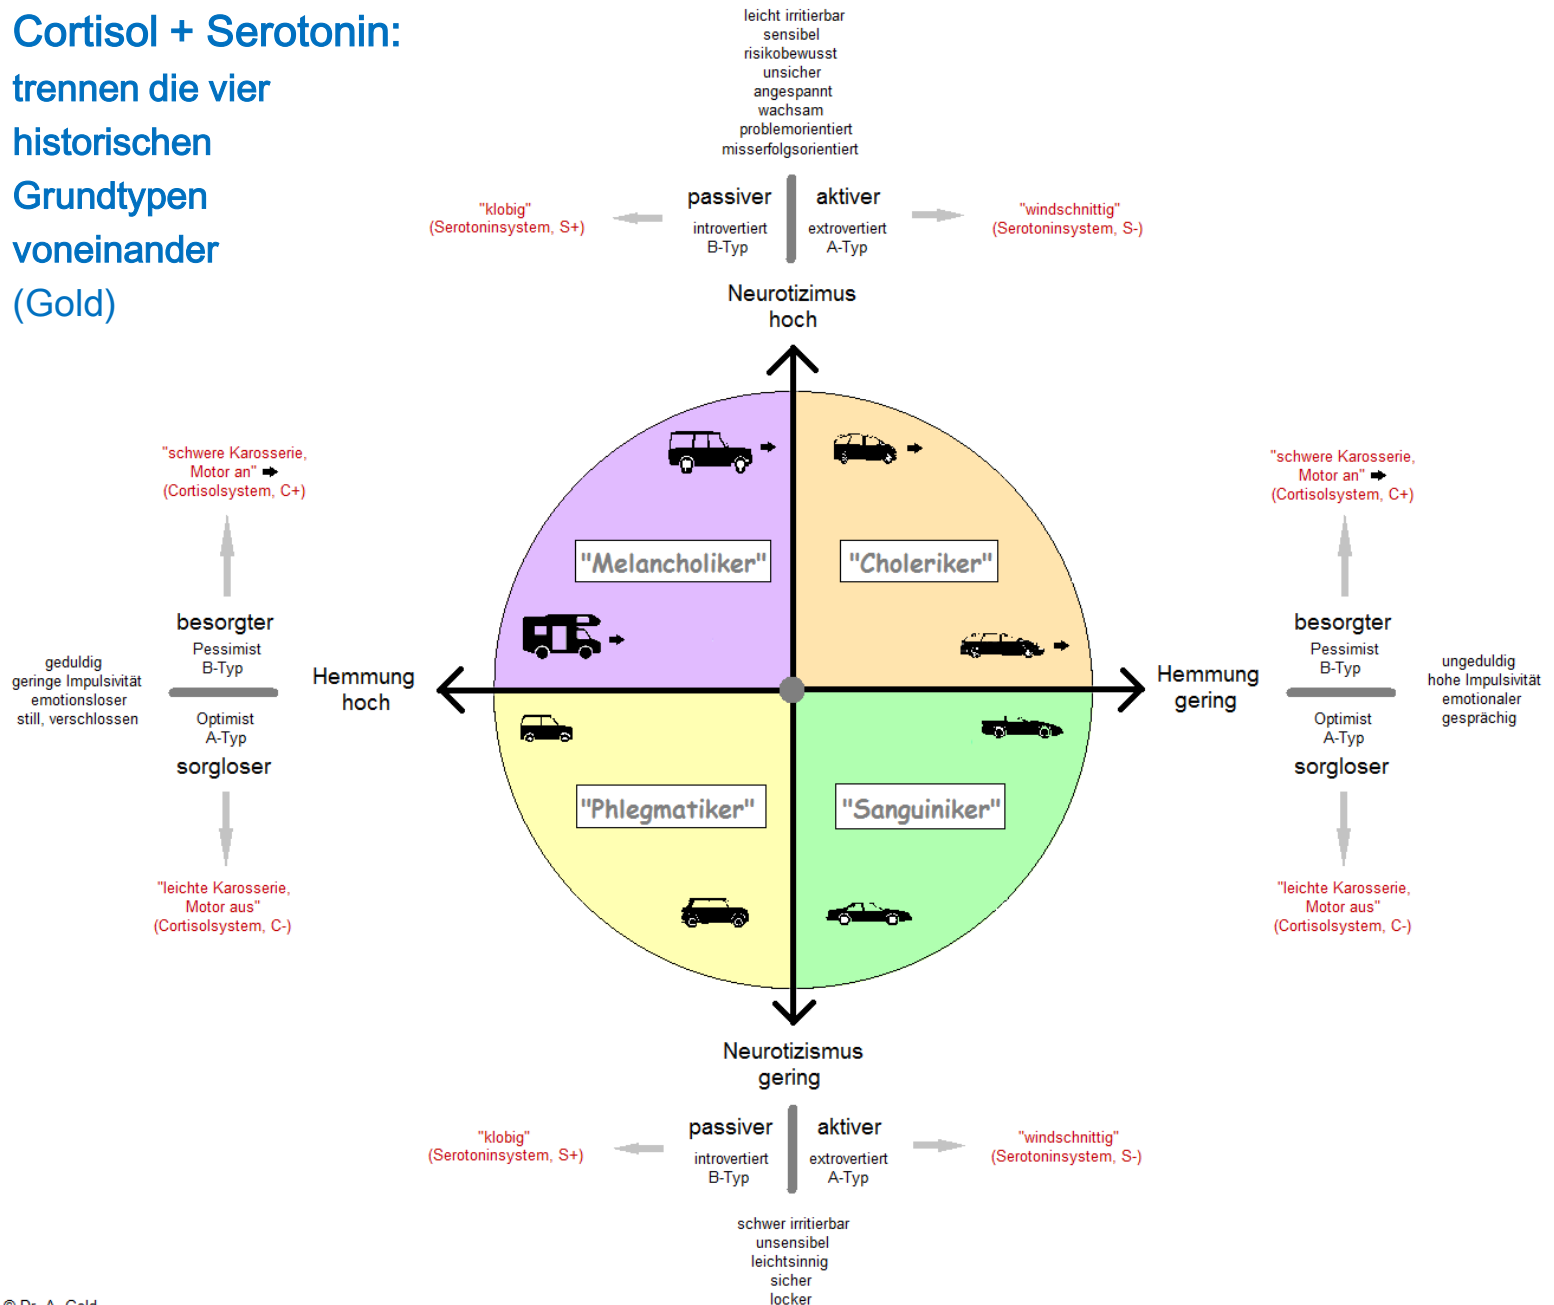 Cortisol + Serotonin:
trennen die vier
historischen
Grundtypen
voneinander
(Gold)
leicht irritierbar
sensibel
risikobewusst
unsicher
angespannt
wachsam
problemorientiert
misserfolgsorientiert
"klobig"
(Serotoninsystem, S+)
passiver
introvertiert
B-Typ
aktiver
extrovertiert
A-Typ
"windschnittig"
(Serotoninsystem, S-)
Neurotizimus
hoch
"schwere Karosserie,
Motor an"
(Cortisolsystem, C+)
besorgter
Pessimist
B-Typ
geduldig
geringe Impulsivität
emotionsloser
still, verschlossen
Optimist
A-Typ
sorgloser
"leichte Karosserie,
Motor aus"
(Cortisolsystem, C-)
Hemmung
hoch
"Melancholiker"
"Choleriker"
"Phlegmatiker"
"Sanguiniker"
Hemmung
gering
"schwere Karosserie,
Motor an"
(Cortisolsystem, C+)
besorgter
Pessimist
B-Typ
ungeduldig
hohe Impulsivität
emotionaler
gesprächig
Optimist
A-Typ
sorgloser
"leichte Karosserie,
Motor aus"
(Cortisolsystem, C-)
Neurotizismus
gering
"klobig"
(Serotoninsystem, S+)
passiver
introvertiert
B-Typ
aktiver
extrovertiert
A-Typ
"windschnittig"
(Serotoninsystem, S-)
schwer irritierbar
unsensibel
leichtsinnig
sicher
locker
© Dr. A. Gold